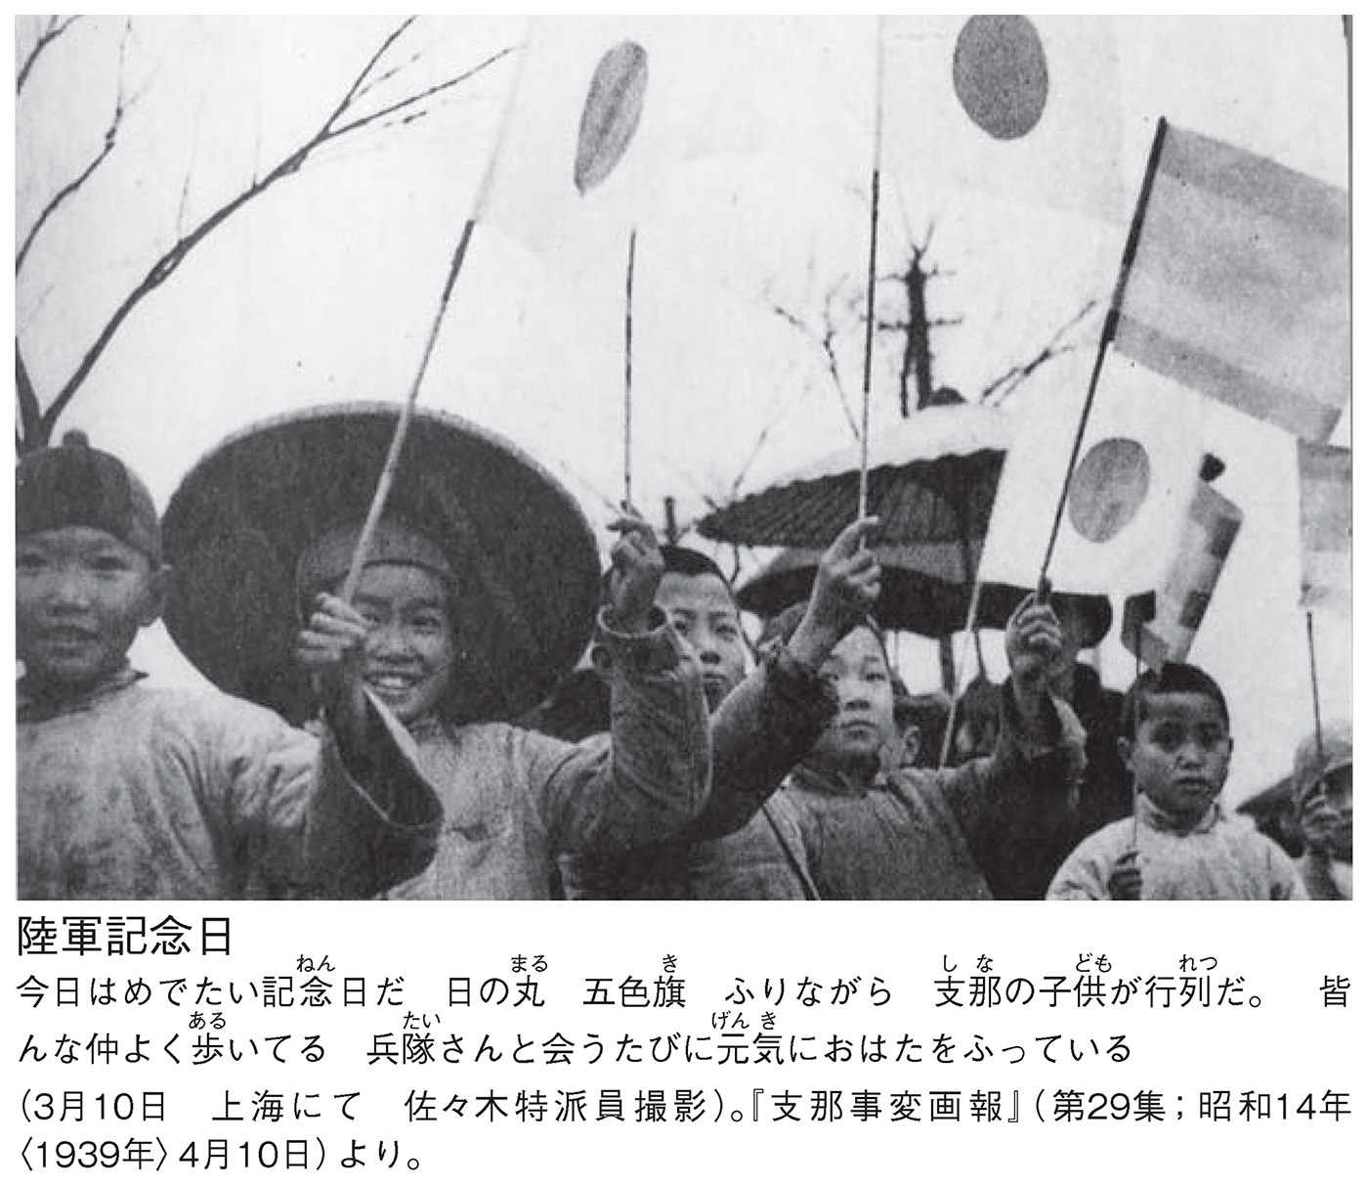 陸軍記念日
今日はめでたい記念日だ　日の丸　五色旗　ふりながら　支那の子供が行列だ。　皆
んな仲よく歩いてる　兵隊さんと会うたびに元気におはたをふっている
（3月10日　上海にて　佐々木特派員撮影）。『支那事変画報』（第29集；昭和14年
〈1939年〉4月10日）より。